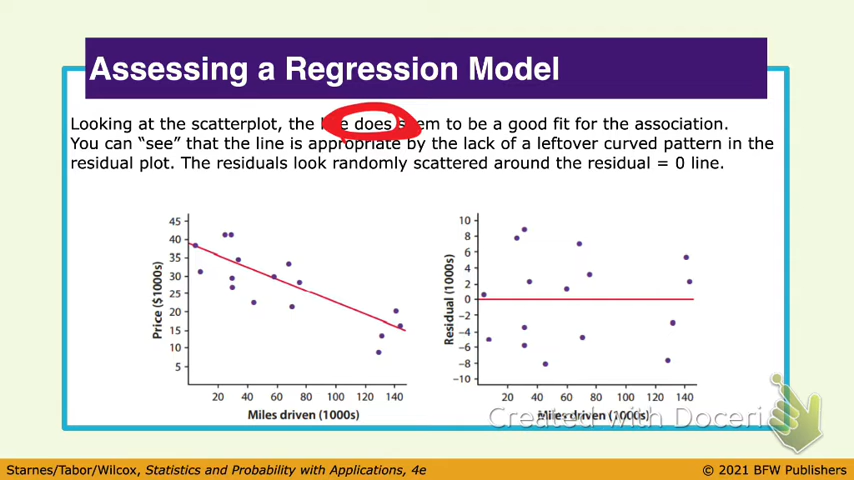 Assessing a Regression Model
Looking at the scatterplot, the line does seem to be a good fit for the association.
You can “see” that the line is appropriate by the lack of a leftover curved pattern in the
residual plot. The residuals look randomly scattered around the residual = 0 line.
Price ($1000s)
45
40
35
30
25
20
15
10
5
20 40 60 80 100 120 140
Miles driven (1000s)
Residual (1000s)
10
8
6
4
2
0
−2
−4
−6
−8
−10
20 40 60 80 100 120 140
Miles driven (1000s)
Created with Doceri
Starnes/Tabor/Wilcox, Statistics and Probability with Applications, 4e
© 2021 BFW Publishers